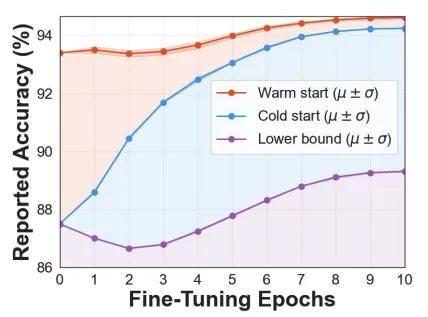 Reported Accuracy (%)
94
92
90
88
86
Warm start (μ ± σ)
Cold start (μ ± σ)
Lower bound (μ ± σ)
0 1 2 3 4 5 6 7 8 9 10
Fine-Tuning Epochs